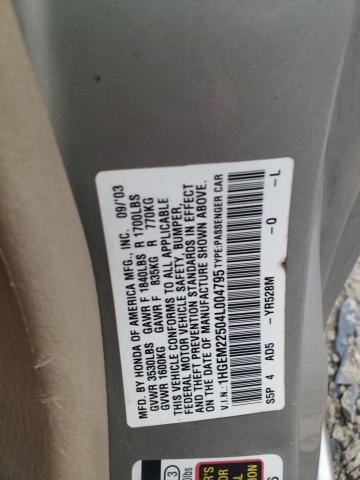 MFD. BY HONDA OF AMERICA MFG., INC. 09/'03
GVWR 3530LBS GAWR F 1840LBS R 1700LBS
GVWR 1600KG GAWR F 835KG R 770KG
THIS VEHICLE CONFORMS TO ALL APPLICABLE
FEDERAL MOTOR VEHICLE SAFETY, BUMPER,
AND THEFT PREVENTION STANDARDS IN EFFECT
ON THE DATE OF MANUFACTURE SHOWN ABOVE.
V.I.N.: 1HGEM22504L004795 TYPE:PASSENGER CAR
S5P 4 AD5 -YR528M -O -L
3